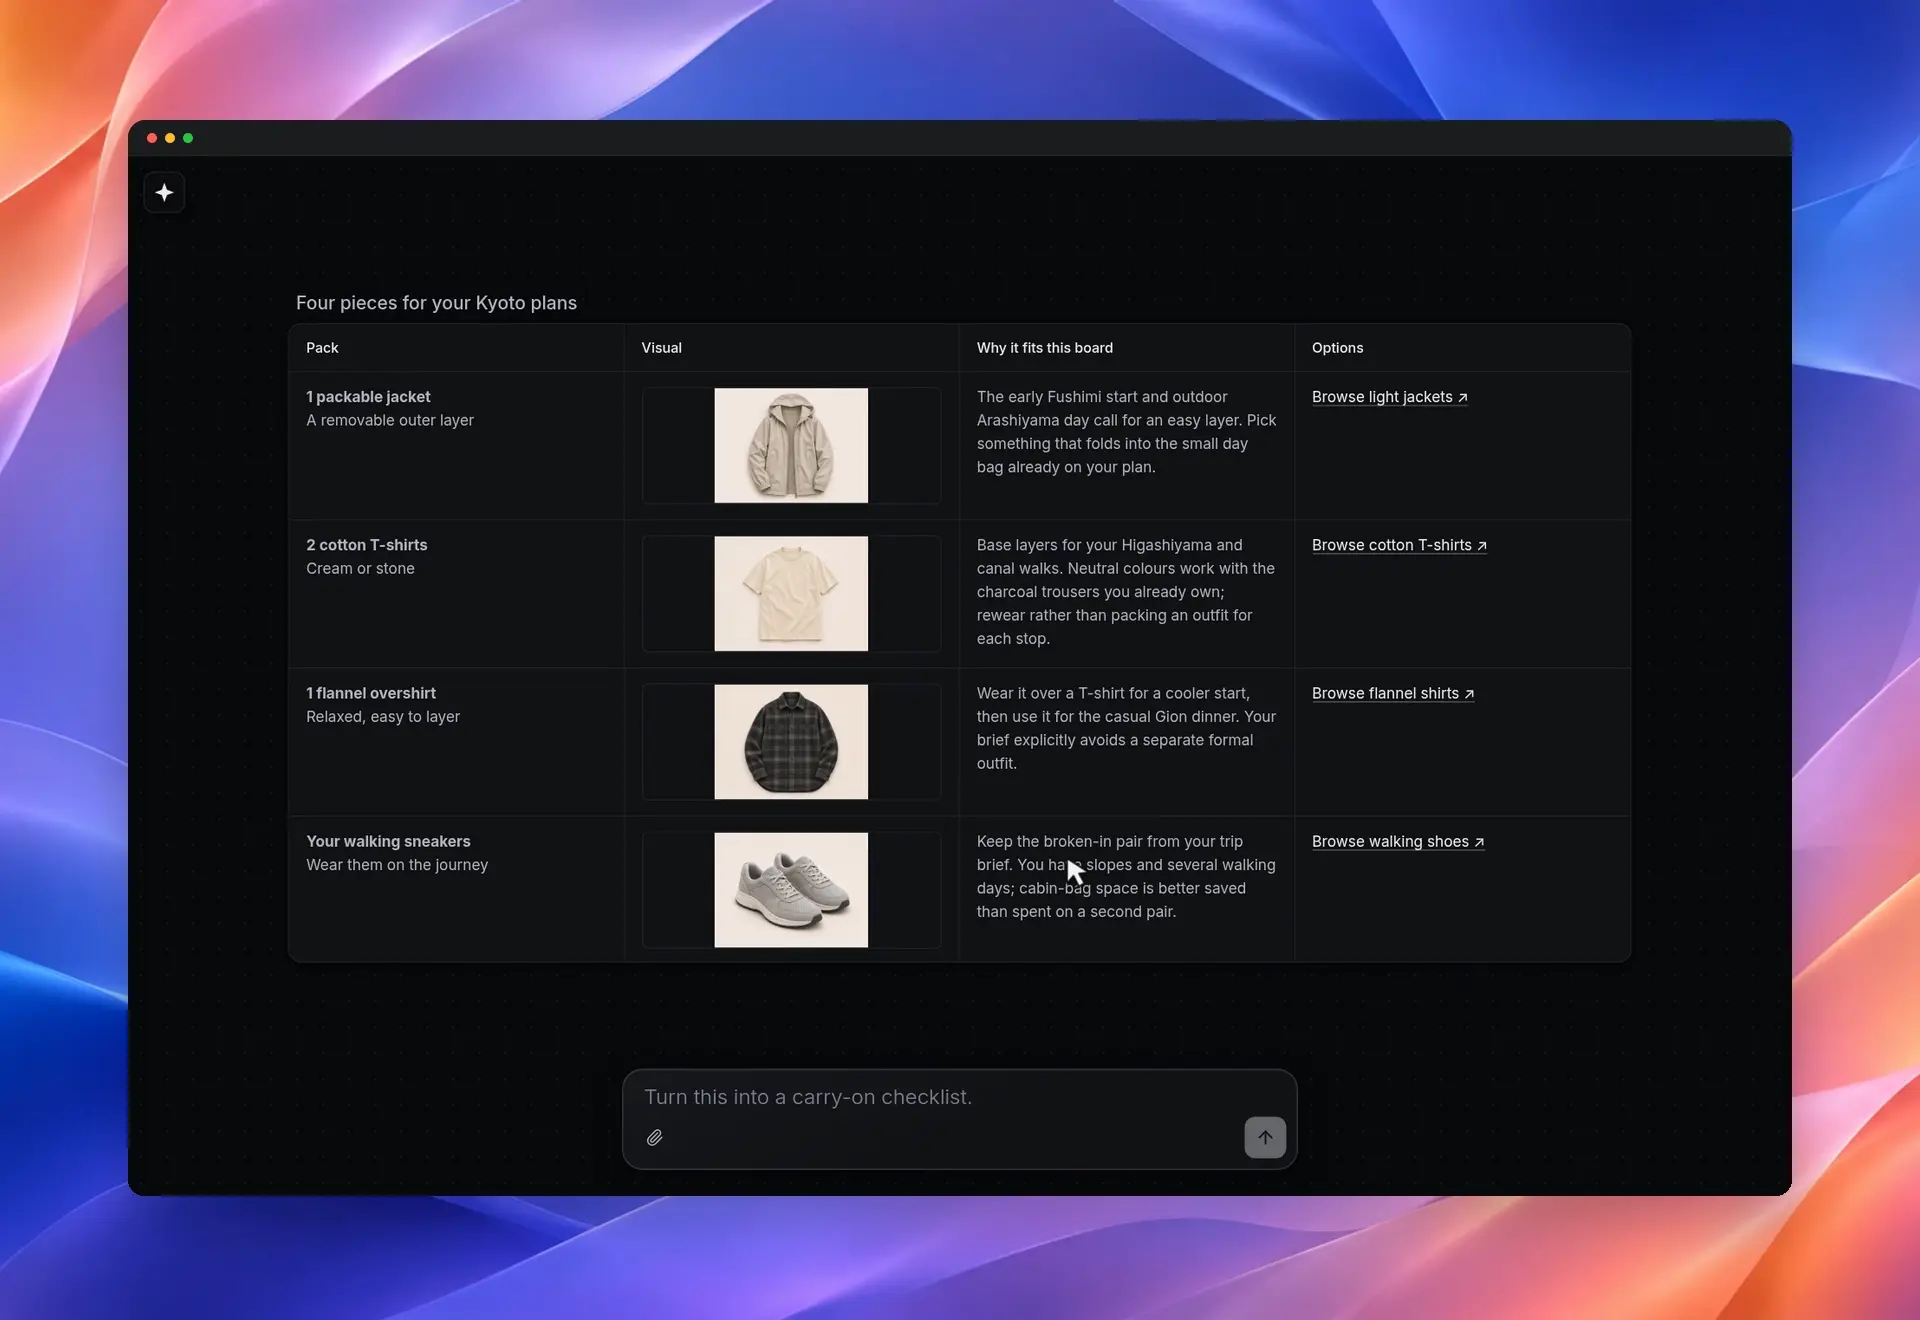 Four pieces for your Kyoto plans
Pack
Visual
Why it fits this board
Options
1 packable jacket
A removable outer layer
The early Fushimi start and outdoor
Arashiyama day call for an easy layer. Pick
something that folds into the small day
bag already on your plan.
Browse light jackets ↗
2 cotton T-shirts
Cream or stone
Base layers for your Higashiyama and
canal walks. Neutral colours work with the
charcoal trousers you already own;
rewear rather than packing an outfit for
each stop.
Browse cotton T-shirts ↗
1 flannel overshirt
Relaxed, easy to layer
Wear it over a T-shirt for a cooler start,
then use it for the casual Gion dinner. Your
brief explicitly avoids a separate formal
outfit.
Browse flannel shirts ↗
Your walking sneakers
Wear them on the journey
Keep the broken-in pair from your trip
brief. You have slopes and several walking
days; cabin-bag space is better saved
than spent on a second pair.
Browse walking shoes ↗
Turn this into a carry-on checklist.